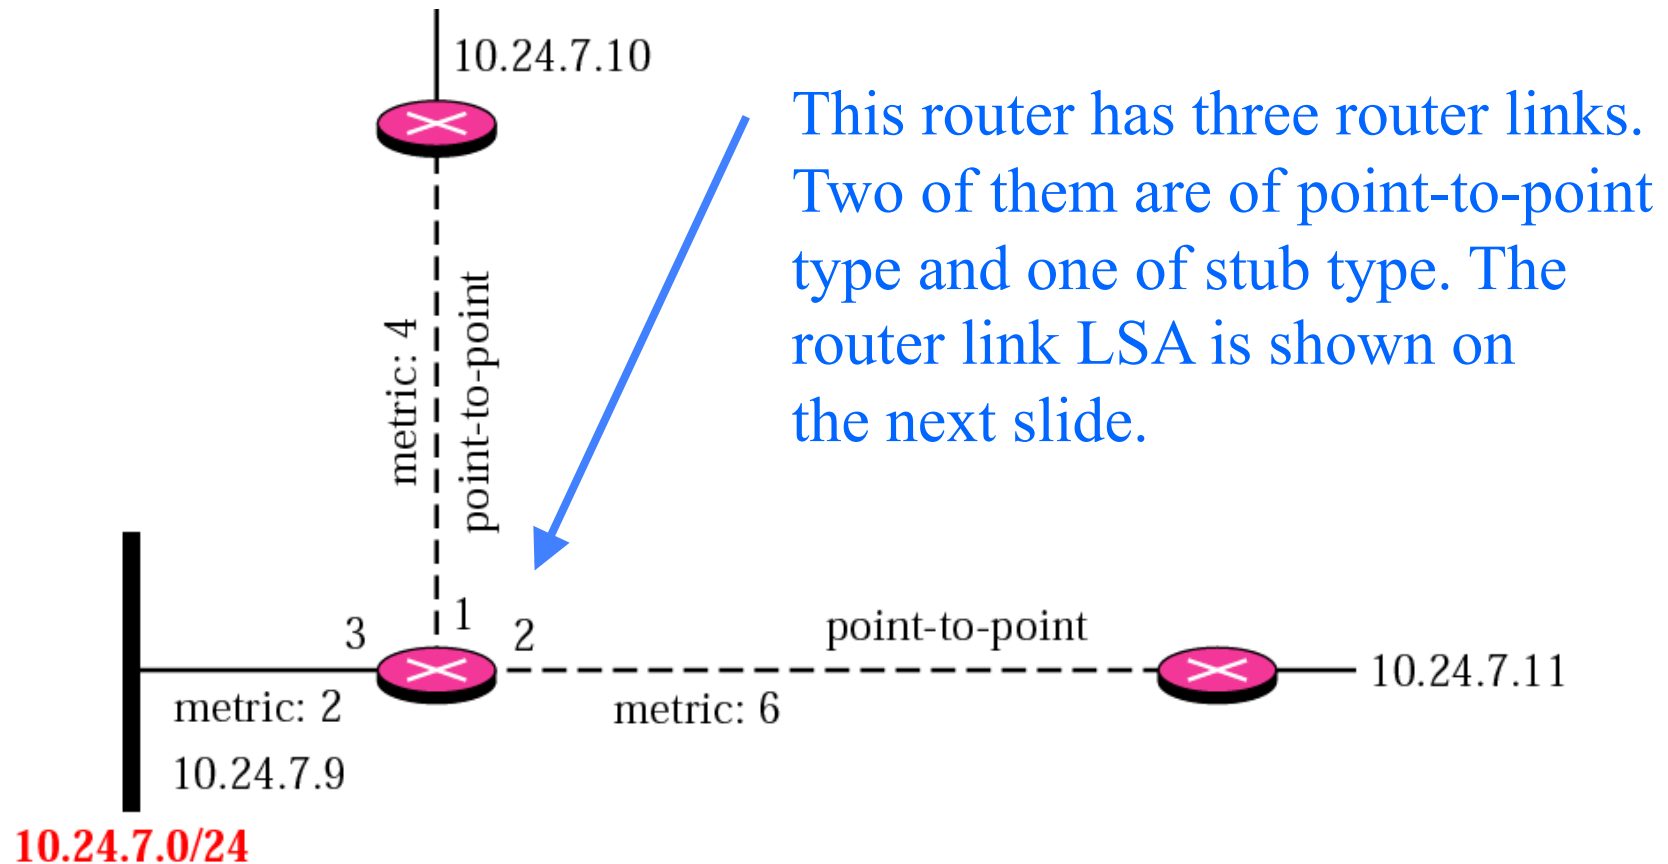 10.24.7.10
This router has three router links.
Two of them are of point-to-point
type and one of stub type. The
router link LSA is shown on
the next slide.
metric: 4
point-to-point
3
1
2
point-to-point
10.24.7.11
metric: 2
metric: 6
10.24.7.9
10.24.7.0/24